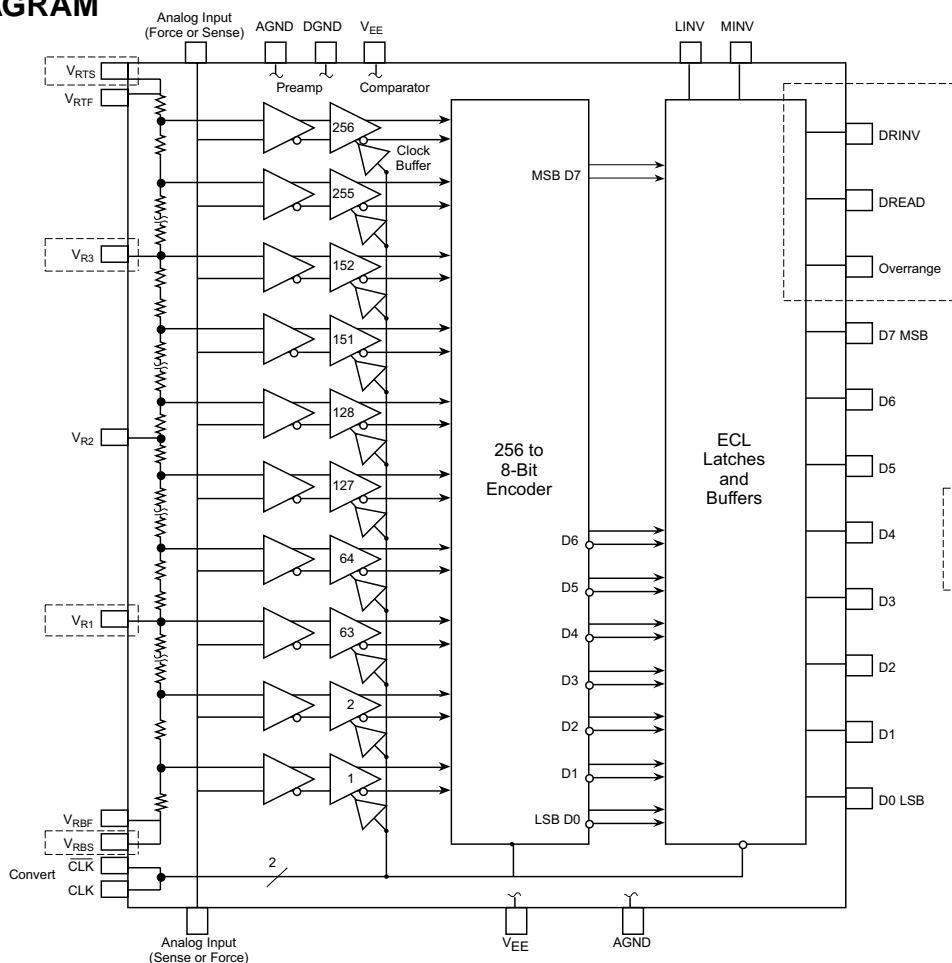 AGRAM
Analog Input
(Force or Sense)
AGND
DGND
VEE
LINV
MINV
Preamp
Comparator
VRTS
VRTF
VR3
VR2
VR1
VRBF
VRBS
Convert
CLK
CLK
256
Clock
Buffer
255
152
151
128
127
64
63
2
1
2
256 to
8-Bit
Encoder
MSB D7
D6
D5
D4
D3
D2
D1
LSB D0
ECL
Latches
and
Buffers
DRINV
DREAD
Overrange
D7 MSB
D6
D5
D4
D3
D2
D1
D0 LSB
Analog Input
(Sense or Force)
VEE
AGND